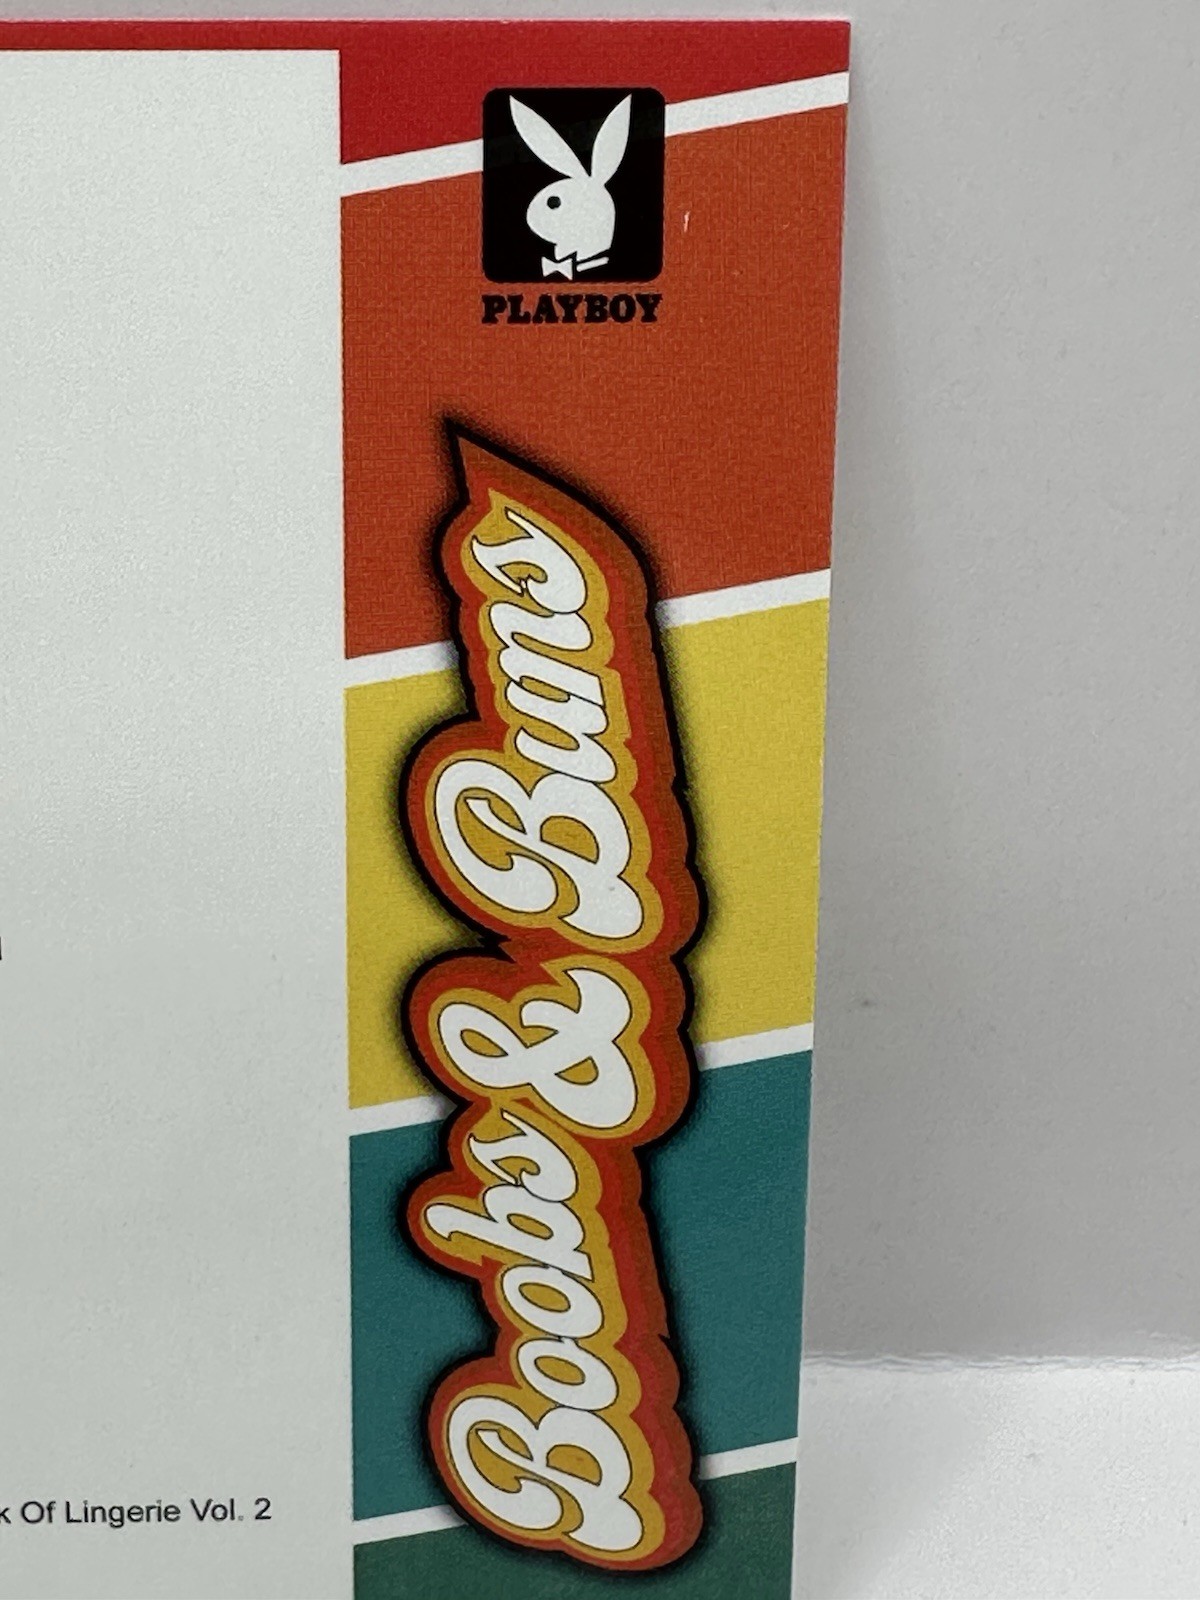 PLAYBOY
Boobs & Bums
Of Lingerie Vol. 2